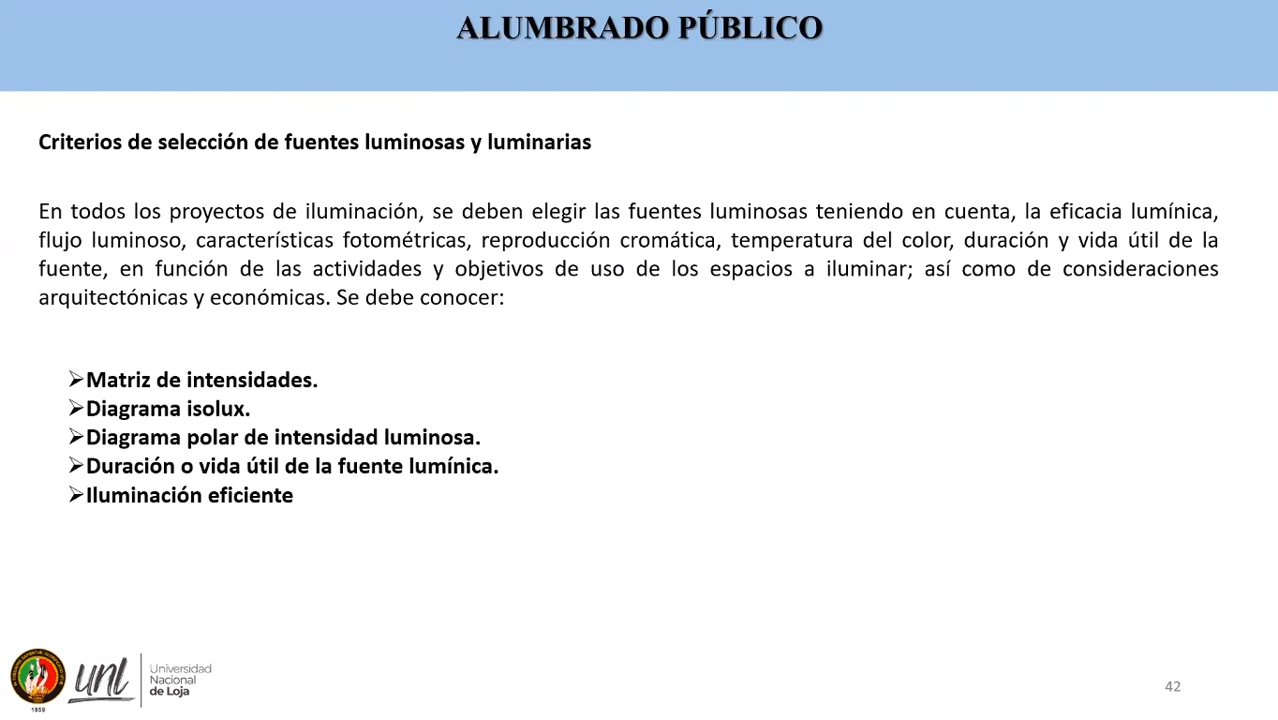 ALUMBRADO PÚBLICO
Criterios de selección de fuentes luminosas y luminarias
En todos los proyectos de iluminación, se deben elegir las fuentes luminosas teniendo en cuenta, la eficacia lumínica,
flujo luminoso, características fotométricas, reproducción cromática, temperatura del color, duración y vida útil de la
fuente, en función de las actividades y objetivos de uso de los espacios a iluminar; así como de consideraciones
arquitectónicas y económicas. Se debe conocer:
➢Matriz de intensidades.
➢Diagrama isolux.
➢Diagrama polar de intensidad luminosa.
➢Duración o vida útil de la fuente lumínica.
➢Iluminación eficiente
1859
unl
Universidad
Nacional
de Loja
42